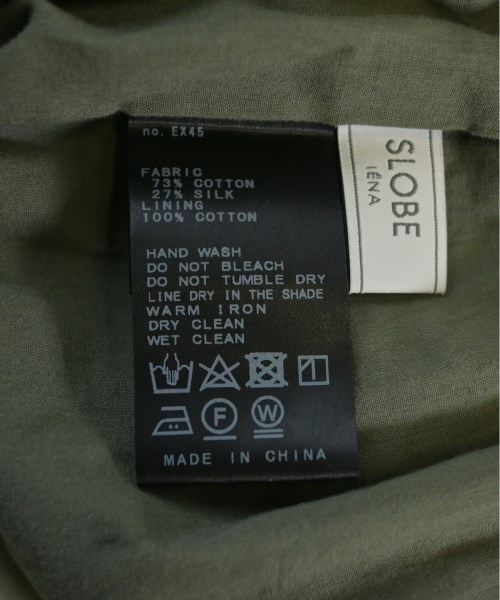 no. EX45
FABRIC
73% COTTON
27% SILK
LINING
100% COTTON
HAND WASH
DO NOT BLEACH
DO NOT TUMBLE DRY
LINE DRY IN THE SHADE
WARM IRON
DRY CLEAN
WET CLEAN
F W
MADE IN CHINA
SLOBE
IÉNA